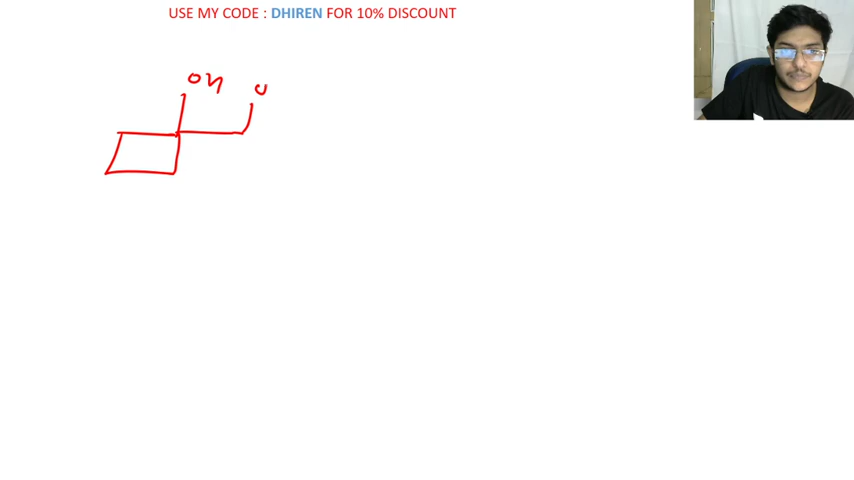 USE MY CODE : DHIREN FOR 10% DISCOUNT
OH